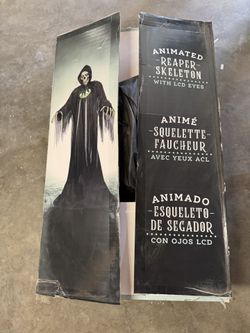 ANIMATED
-REAPER-
SKELETON
WITH LCD EYES
ANIMÉ
-SQUELETTE-
FAUCHEUR
AVEC YEUX ACL
ANIMADO
-ESQUELETO-
DE SEGADOR
CON OJOS LCD